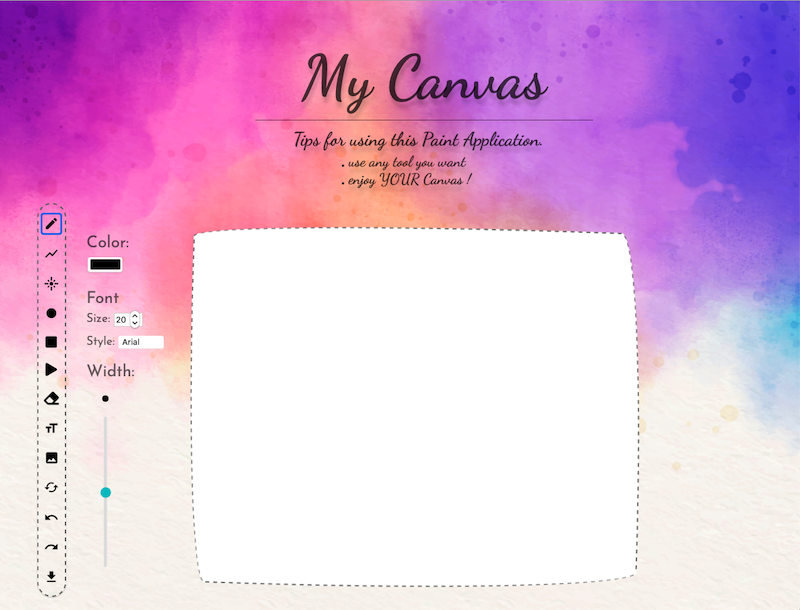 My Canvas
Tips for using this Paint Application.
. use any tool you want
. enjoy YOUR Canvas !
Color:
Font
Size: 20
Style: Arial
Width: